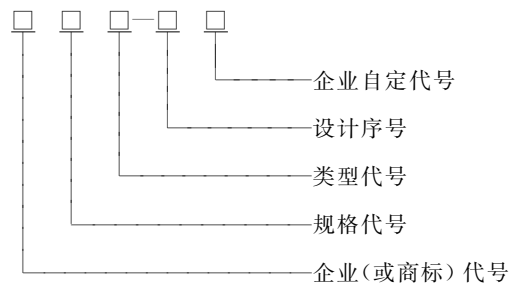 □ □ □—□ □
企业自定代号
设计序号
类型代号
规格代号
企业(或商标)代号